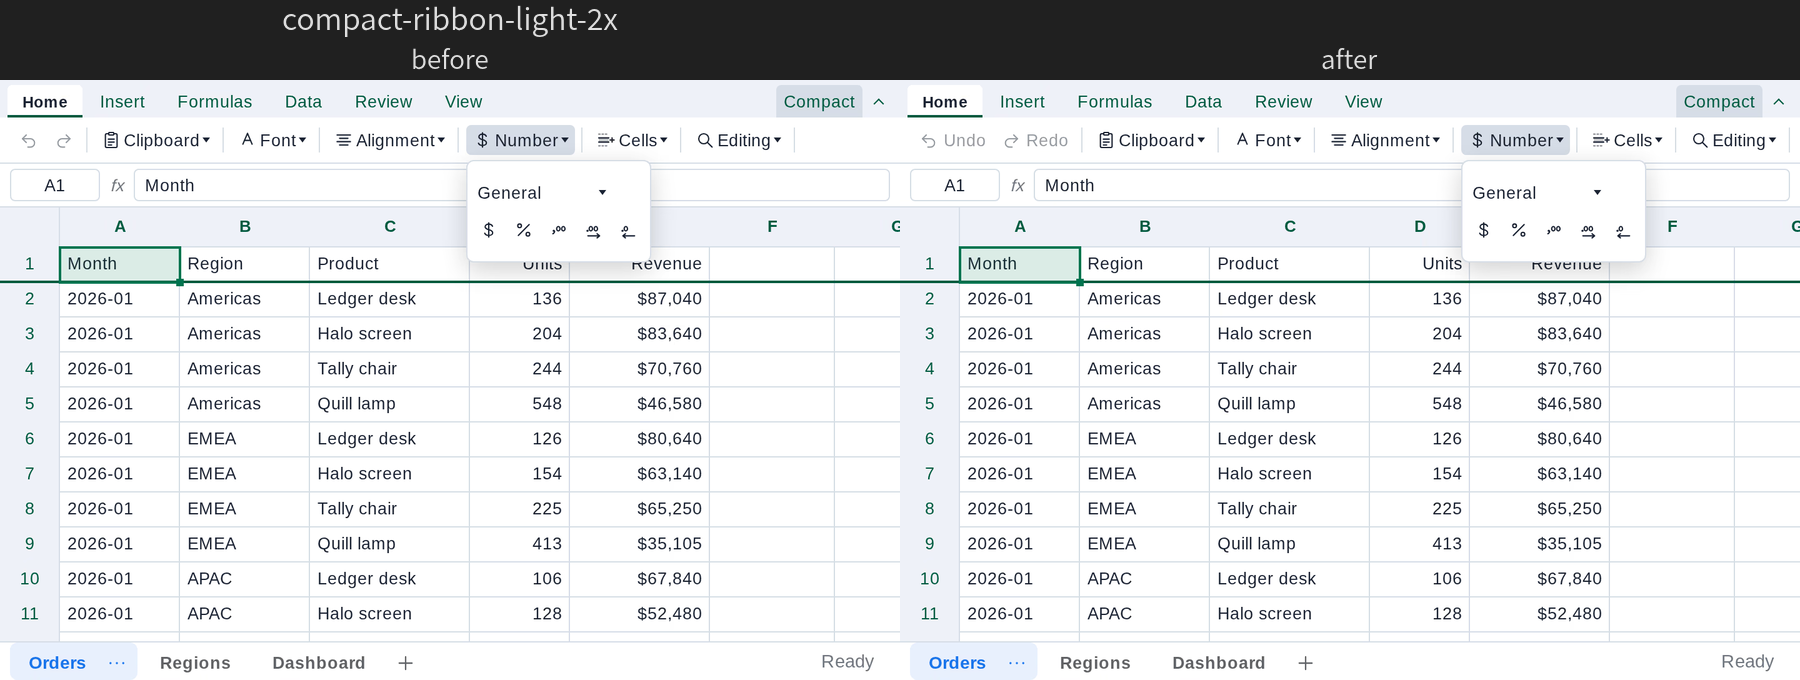 compact-ribbon-light-2x
before after
Home Insert Formulas Data Review View Compact
Clipboard Font Alignment $ Number Cells Editing
A1 fx Month
General
$ % ,00 .00 .0
A B C F G
1 Month Region Product Units Revenue
2 2026-01 Americas Ledger desk 136 $87,040
3 2026-01 Americas Halo screen 204 $83,640
4 2026-01 Americas Tally chair 244 $70,760
5 2026-01 Americas Quill lamp 548 $46,580
6 2026-01 EMEA Ledger desk 126 $80,640
7 2026-01 EMEA Halo screen 154 $63,140
8 2026-01 EMEA Tally chair 225 $65,250
9 2026-01 EMEA Quill lamp 413 $35,105
10 2026-01 APAC Ledger desk 106 $67,840
11 2026-01 APAC Halo screen 128 $52,480
Orders ··· Regions Dashboard + Ready
Home Insert Formulas Data Review View Compact
Undo Redo Clipboard A Font Alignment $ Number Cells Editing
A1 fx Month
General
$ % ,00 .00 .0
A B C D F G
1 Month Region Product Units Revenue
2 2026-01 Americas Ledger desk 136 $87,040
3 2026-01 Americas Halo screen 204 $83,640
4 2026-01 Americas Tally chair 244 $70,760
5 2026-01 Americas Quill lamp 548 $46,580
6 2026-01 EMEA Ledger desk 126 $80,640
7 2026-01 EMEA Halo screen 154 $63,140
8 2026-01 EMEA Tally chair 225 $65,250
9 2026-01 EMEA Quill lamp 413 $35,105
10 2026-01 APAC Ledger desk 106 $67,840
11 2026-01 APAC Halo screen 128 $52,480
Orders ··· Regions Dashboard + Ready